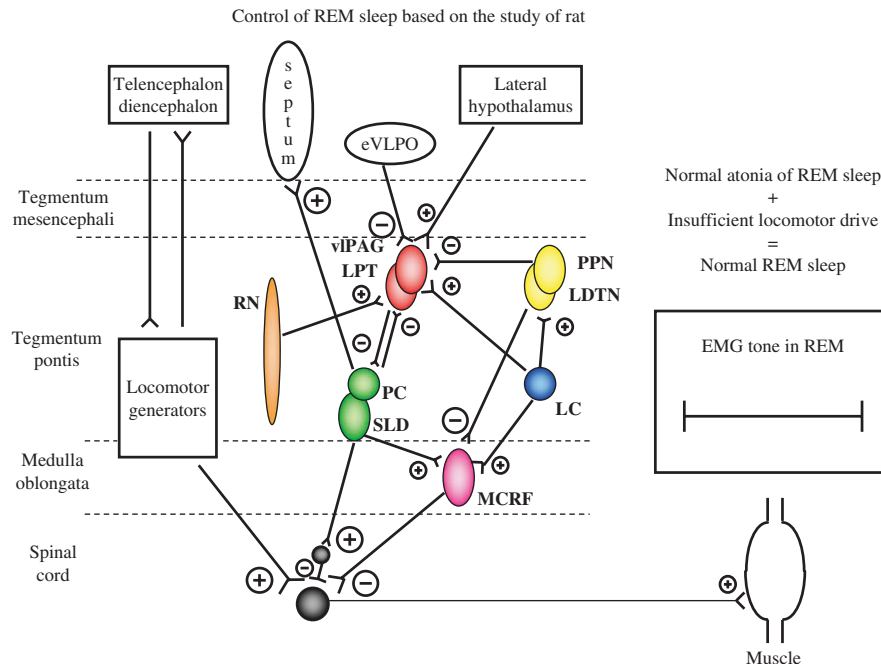 Control of REM sleep based on the study of rat
Telencephalon
diencephalon
septum
eVLPO
Lateral
hypothalamus
Tegmentum
mesencephali
+
−
+
−
vlPAG
LPT
PPN
LDTN
RN
+
−
+
+
−
Tegmentum
pontis
Locomotor
generators
PC
SLD
LC
−
Medulla
oblongata
+
+
MCRF
Spinal
cord
+
−
+
−
Normal atonia of REM sleep
+
Insufficient locomotor drive
=
Normal REM sleep
EMG tone in REM
+
Muscle